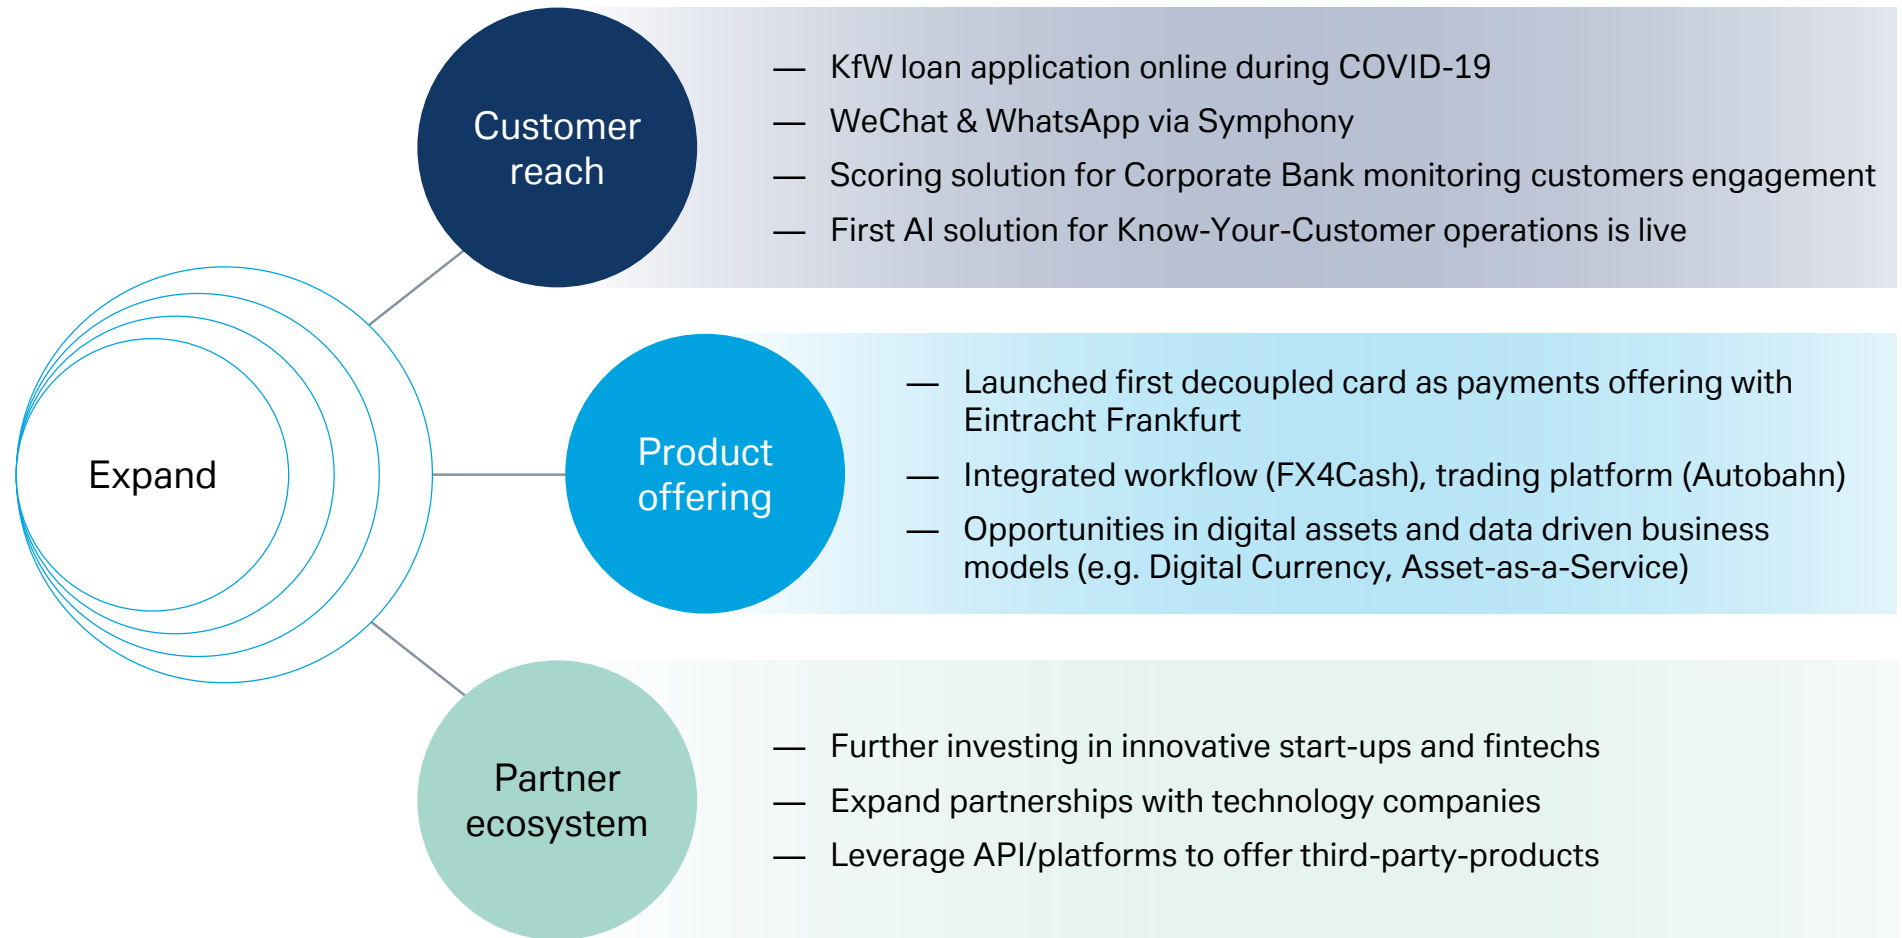 Customer
reach
— KfW loan application online during COVID-19
— WeChat & WhatsApp via Symphony
— Scoring solution for Corporate Bank monitoring customers engagement
— First AI solution for Know-Your-Customer operations is live
Expand
Product
offering
— Launched first decoupled card as payments offering with
Eintracht Frankfurt
— Integrated workflow (FX4Cash), trading platform (Autobahn)
— Opportunities in digital assets and data driven business
models (e.g. Digital Currency, Asset-as-a-Service)
Partner
ecosystem
— Further investing in innovative start-ups and fintechs
— Expand partnerships with technology companies
— Leverage API/platforms to offer third-party-products